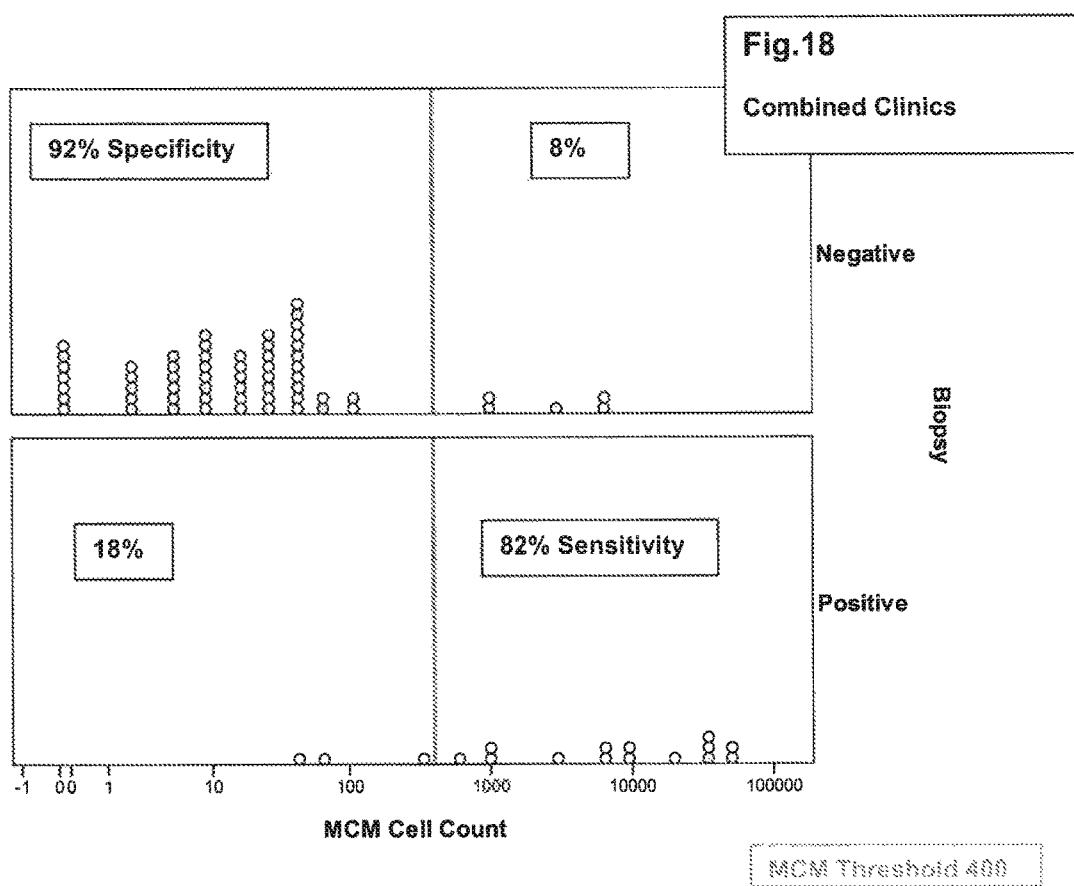 Fig.18
Combined Clinics
92% Specificity
8%
Negative
18%
82% Sensitivity
Positive
Biopsy
-1 0 0 1 10 100 1000 10000 100000
MCM Cell Count
MCM Threshold 400